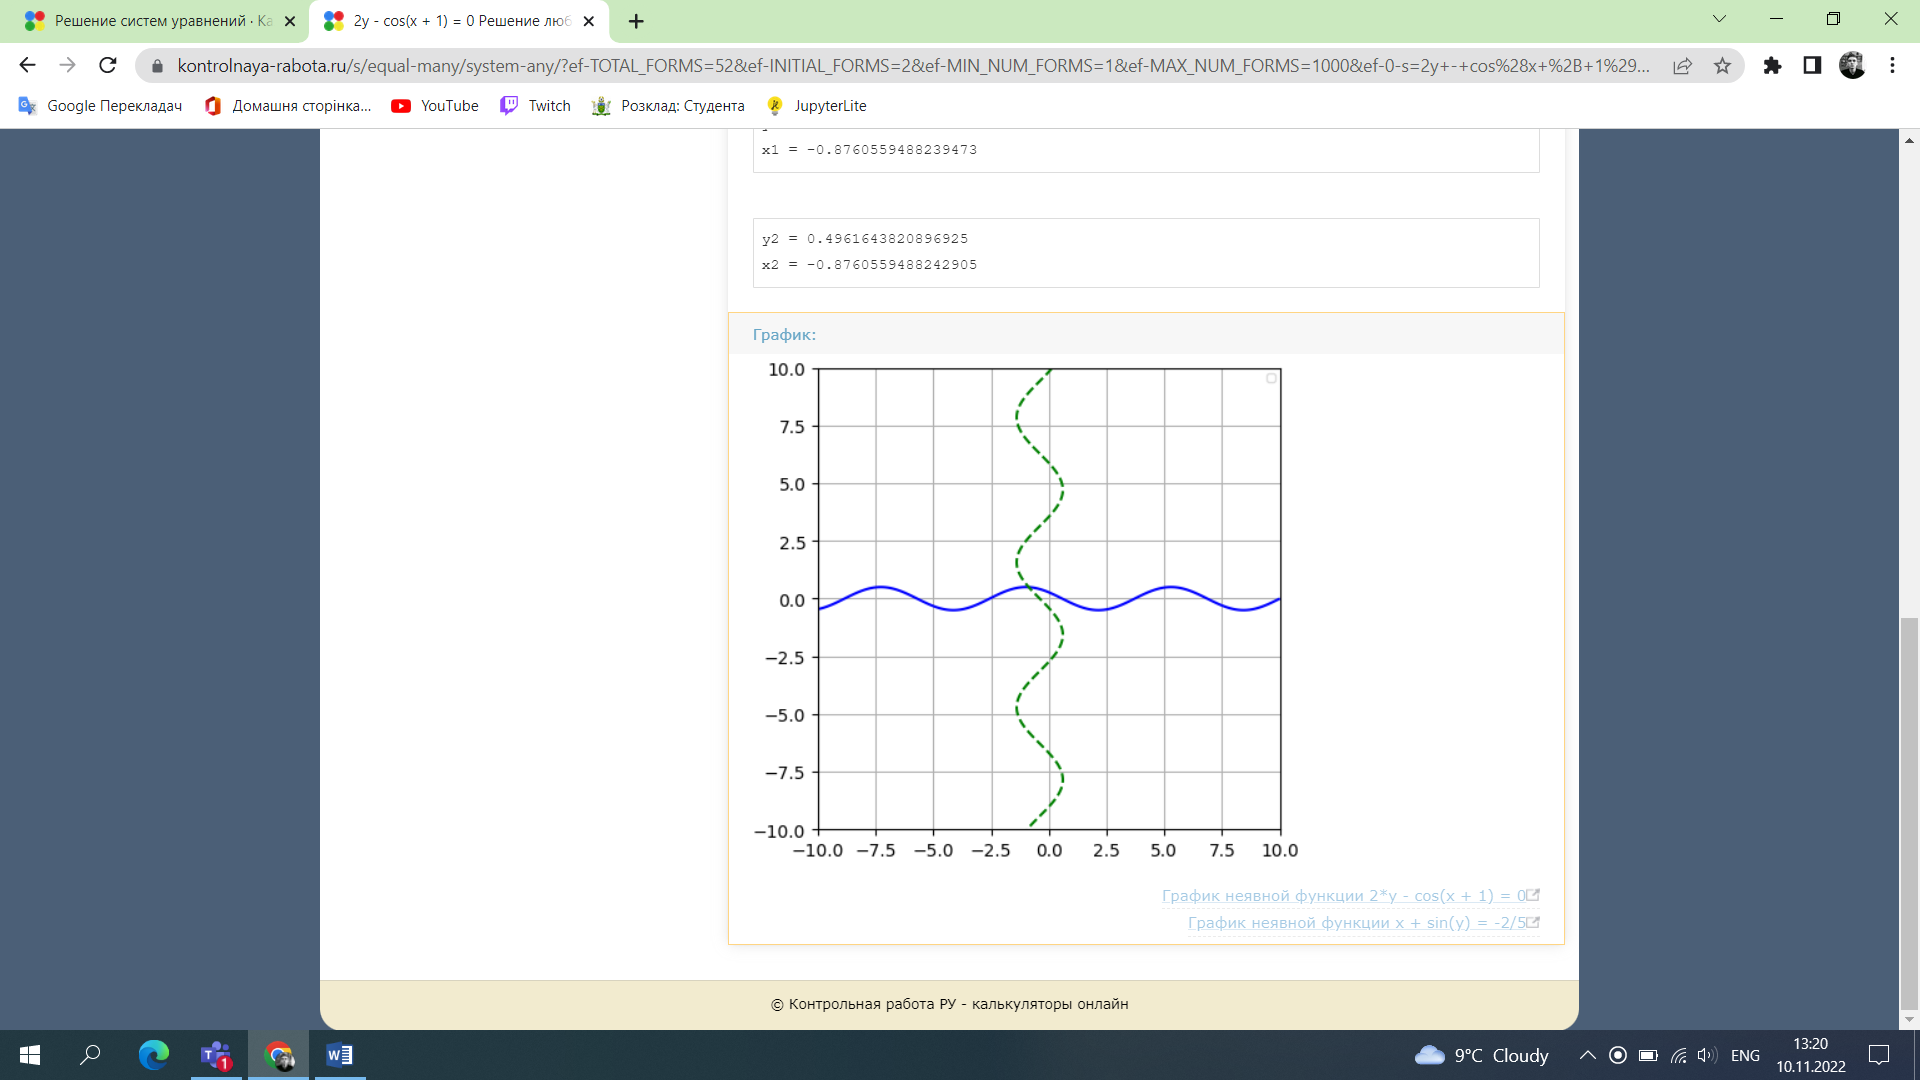 Решение систем уравнений · Ка
2y - cos(x + 1) = 0 Решение люб
kontrolnaya-rabota.ru/s/equal-many/system-any/?ef-TOTAL_FORMS=52&ef-INITIAL_FORMS=2&ef-MIN_NUM_FORMS=1&ef-MAX_NUM_FORMS=1000&ef-0-s=2y+-+cos%28x+%2B+1%29...
Google Перекладач
Домашня сторінка...
YouTube
Twitch
Розклад: Студента
JupyterLite
x1 = -0.8760559488239473
y2 = 0.4961643820896925
x2 = -0.8760559488242905
График:
10.0
7.5
5.0
2.5
0.0
−2.5
−5.0
−7.5
−10.0
−10.0 −7.5 −5.0 −2.5 0.0 2.5 5.0 7.5 10.0
График неявной функции 2*y - cos(x + 1) = 0
График неявной функции x + sin(y) = -2/5
© Контрольная работа РУ - калькуляторы онлайн
1
9°C Cloudy
ENG
13:20
10.11.2022